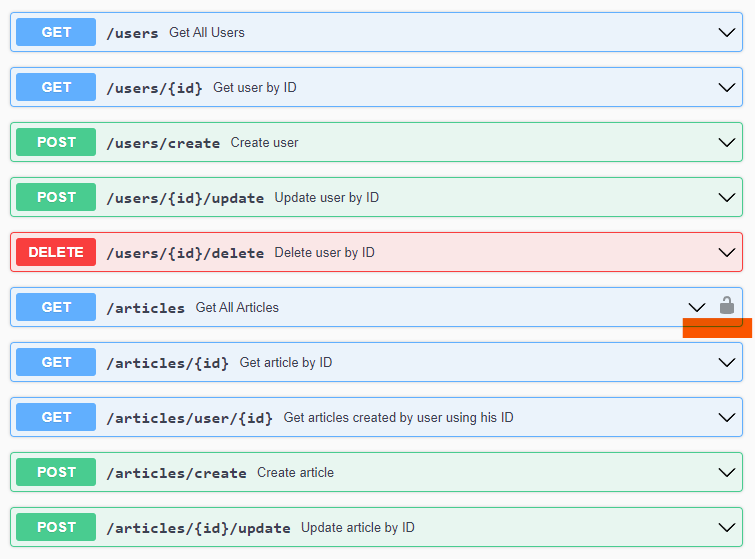 GET /users Get All Users
GET /users/{id} Get user by ID
POST /users/create Create user
POST /users/{id}/update Update user by ID
DELETE /users/{id}/delete Delete user by ID
GET /articles Get All Articles
GET /articles/{id} Get article by ID
GET /articles/user/{id} Get articles created by user using his ID
POST /articles/create Create article
POST /articles/{id}/update Update article by ID